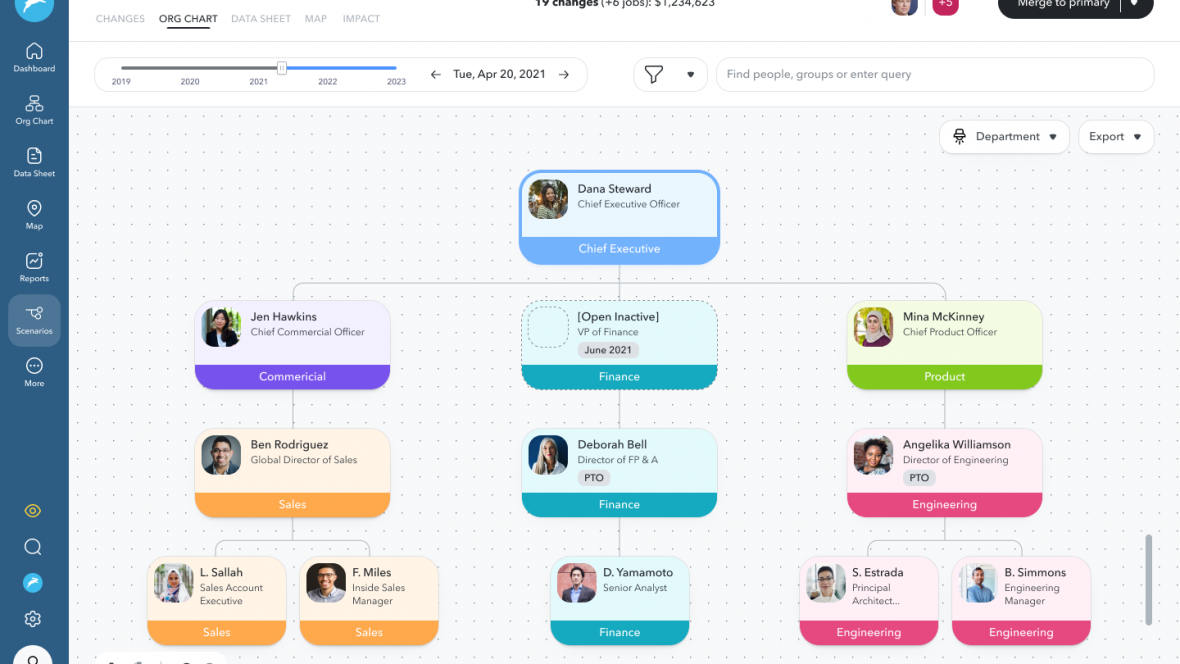 19 changes (+6 jobs): $1,234,623
+5
Merge to primary
CHANGES ORG CHART DATA SHEET MAP IMPACT
Dashboard
Org Chart
Data Sheet
Map
Reports
Scenarios
More
2019 2020 2021 2022 2023
Tue, Apr 20, 2021
Find people, groups or enter query
Department
Export
Dana Steward
Chief Executive Officer
Chief Executive
Jen Hawkins
Chief Commercial Officer
Commericial
[Open Inactive]
VP of Finance
June 2021
Finance
Mina McKinney
Chief Product Officer
Product
Ben Rodriguez
Global Director of Sales
Sales
Deborah Bell
Director of FP & A
PTO
Finance
Angelika Williamson
Director of Engineering
PTO
Engineering
L. Sallah
Sales Account
Executive
Sales
F. Miles
Inside Sales
Manager
Sales
D. Yamamoto
Senior Analyst
Finance
S. Estrada
Principal
Architect...
Engineering
B. Simmons
Engineering
Manager
Engineering